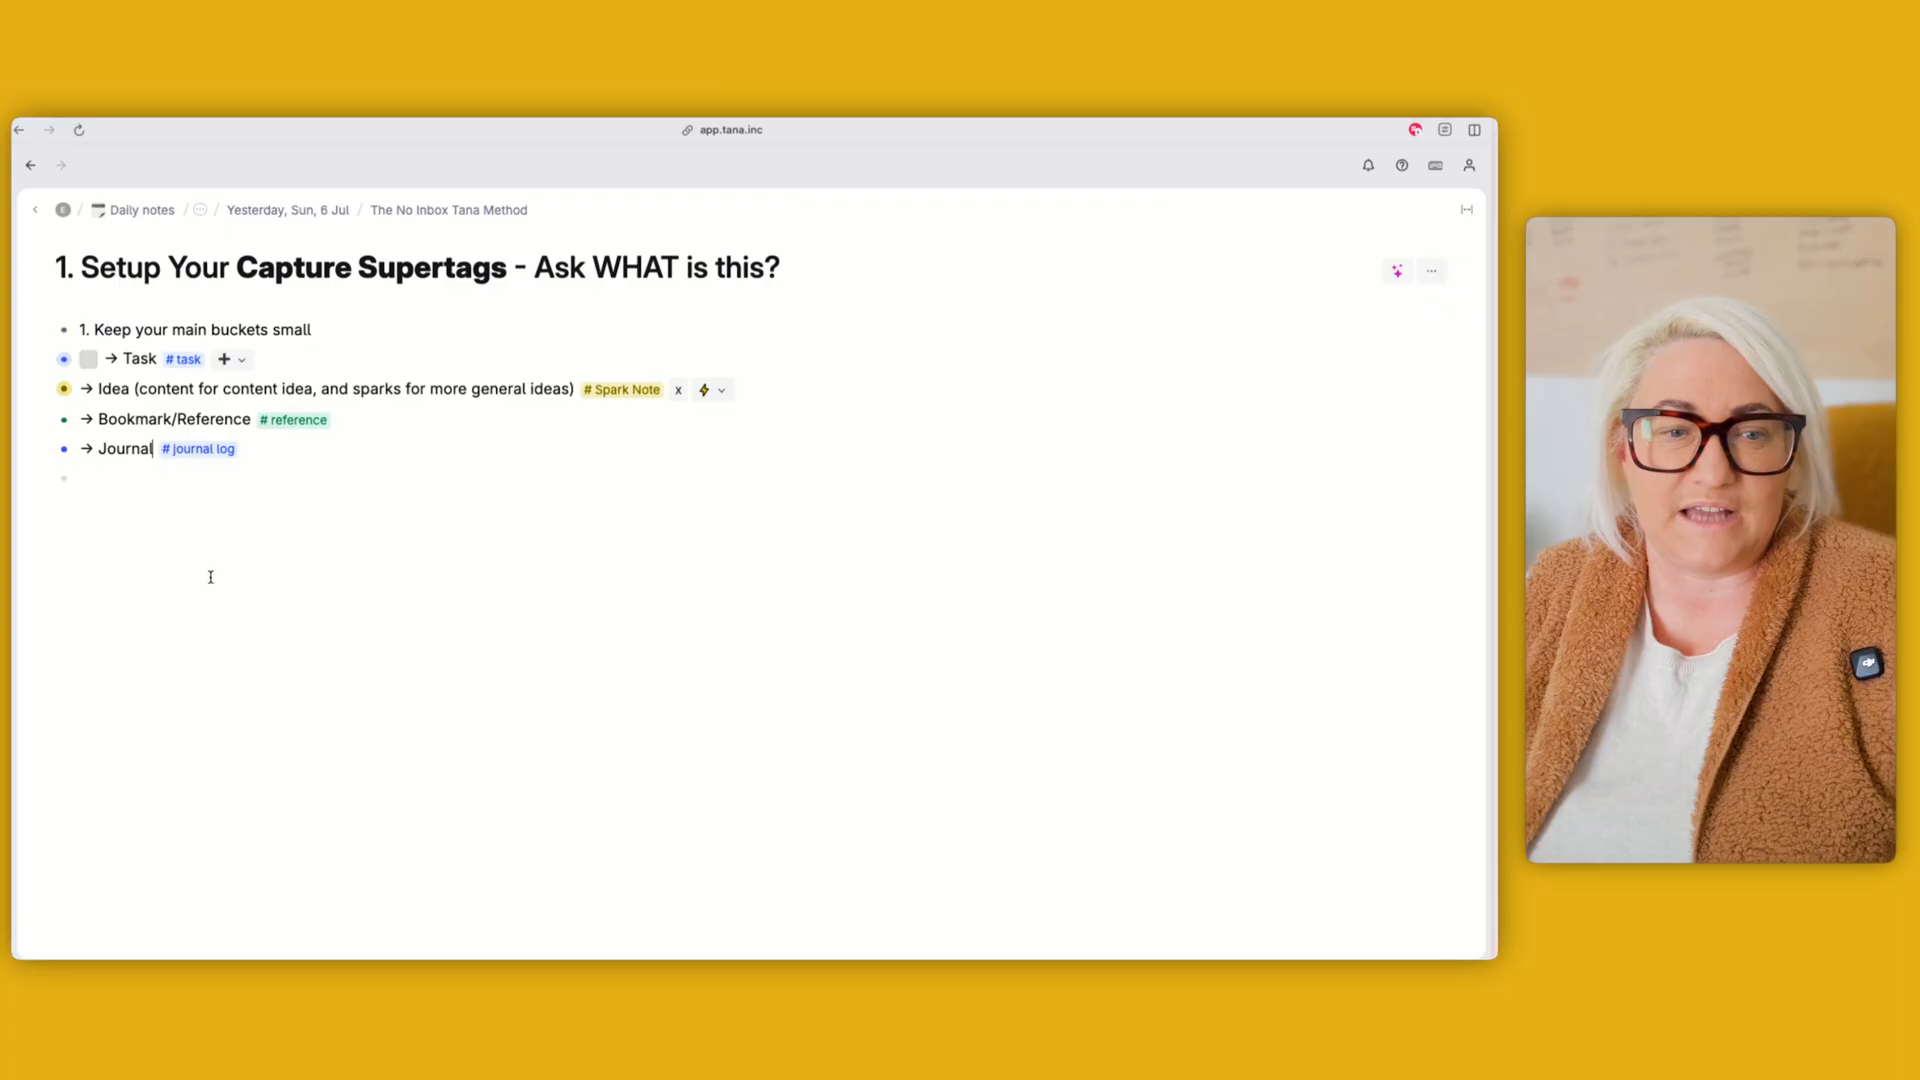 app.tana.inc
E / Daily notes / / Yesterday, Sun, 6 Jul / The No Inbox Tana Method
1. Setup Your Capture Supertags - Ask WHAT is this?
1. Keep your main buckets small
→ Task # task
→ Idea (content for content idea, and sparks for more general ideas) # Spark Note x
→ Bookmark/Reference # reference
→ Journal # journal log
dji